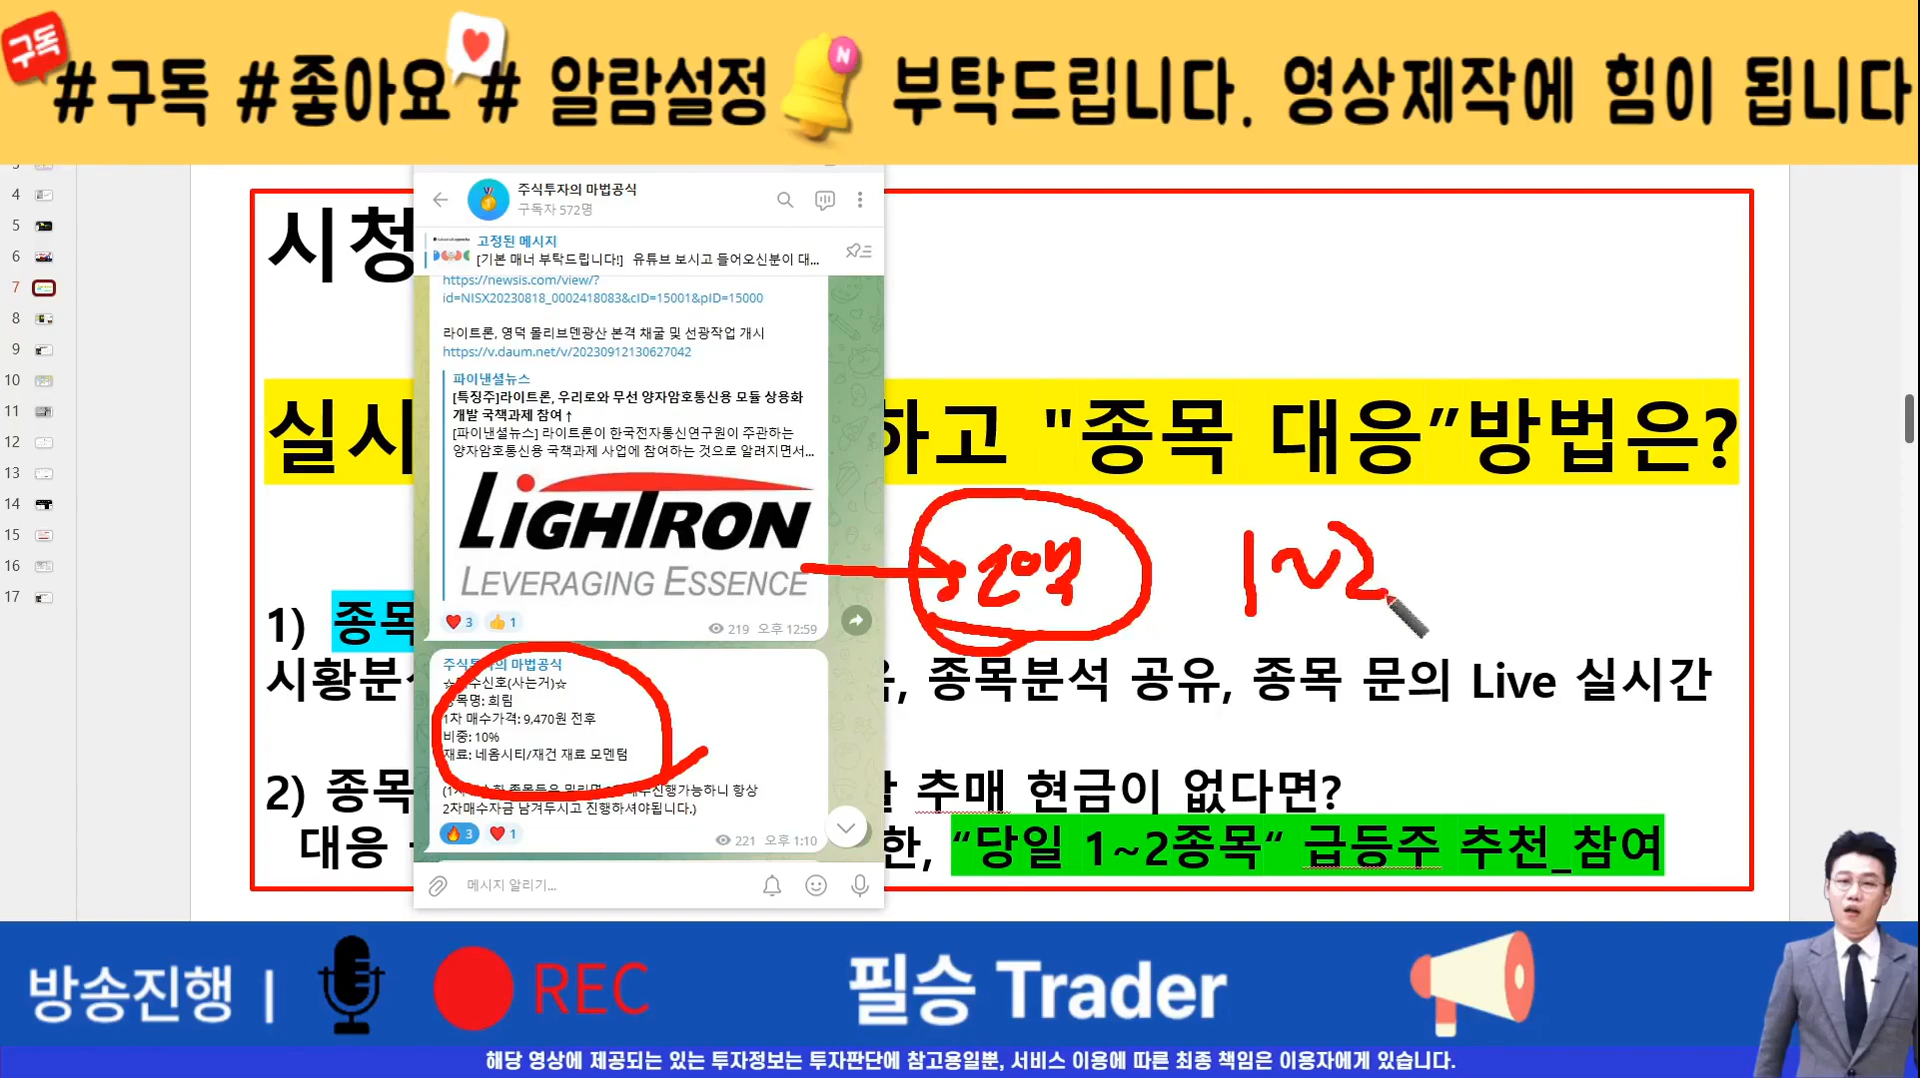 구독
#구독 #좋아요 # 알람설정 N 부탁드립니다. 영상제작에 힘이 됩니다
4
5
6
7
8
9
10
11
12
13
14
15
16
17
주식투자의 마법공식
구독자 572명
고정된 메시지
[기본 매너 부탁드립니다!] 유튜브 보시고 들어오신분이 대...
https://newsis.com/view/?
id=NISX20230818_0002418083&cID=15001&pID=15000
라이트론, 영덕 몰리브덴광산 본격 채굴 및 선광작업 개시
https://v.daum.net/v/20230912130627042
파이낸셜뉴스
[특징주]라이트론, 우리로와 무선 양자암호통신용 모듈 상용화
개발 국책과제 참여↑
[파이낸셜뉴스] 라이트론이 한국전자통신연구원이 주관하는
양자암호통신용 국책과제 사업에 참여하는 것으로 알려지면서...
LIGHTRON
LEVERAGING ESSENCE
3 1
219 오후 12:59
주식투자의 마법공식
☆매수신호(사는거)☆
종목명: 희림
1차 매수가격: 9,470원 전후
비중: 10%
재료: 네옴시티/재건 재료 모멘텀
2차매수자금 남겨두시고 진행하셔야됩니다.)
3 1
221 오후 1:10
메시지 알리기...
시청
실시 하고 "종목 대응”방법은?
1~2
1) 종목
시황분 종목분석 공유, 종목 문의 Live 실시간
2) 종목 추매 현금이 없다면?
대응 한, “당일 1~2종목“ 급등주 추천_참여
방송진행 | REC 필승 Trader
해당 영상에 제공되는 있는 투자정보는 투자판단에 참고용일뿐, 서비스 이용에 따른 최종 책임은 이용자에게 있습니다.